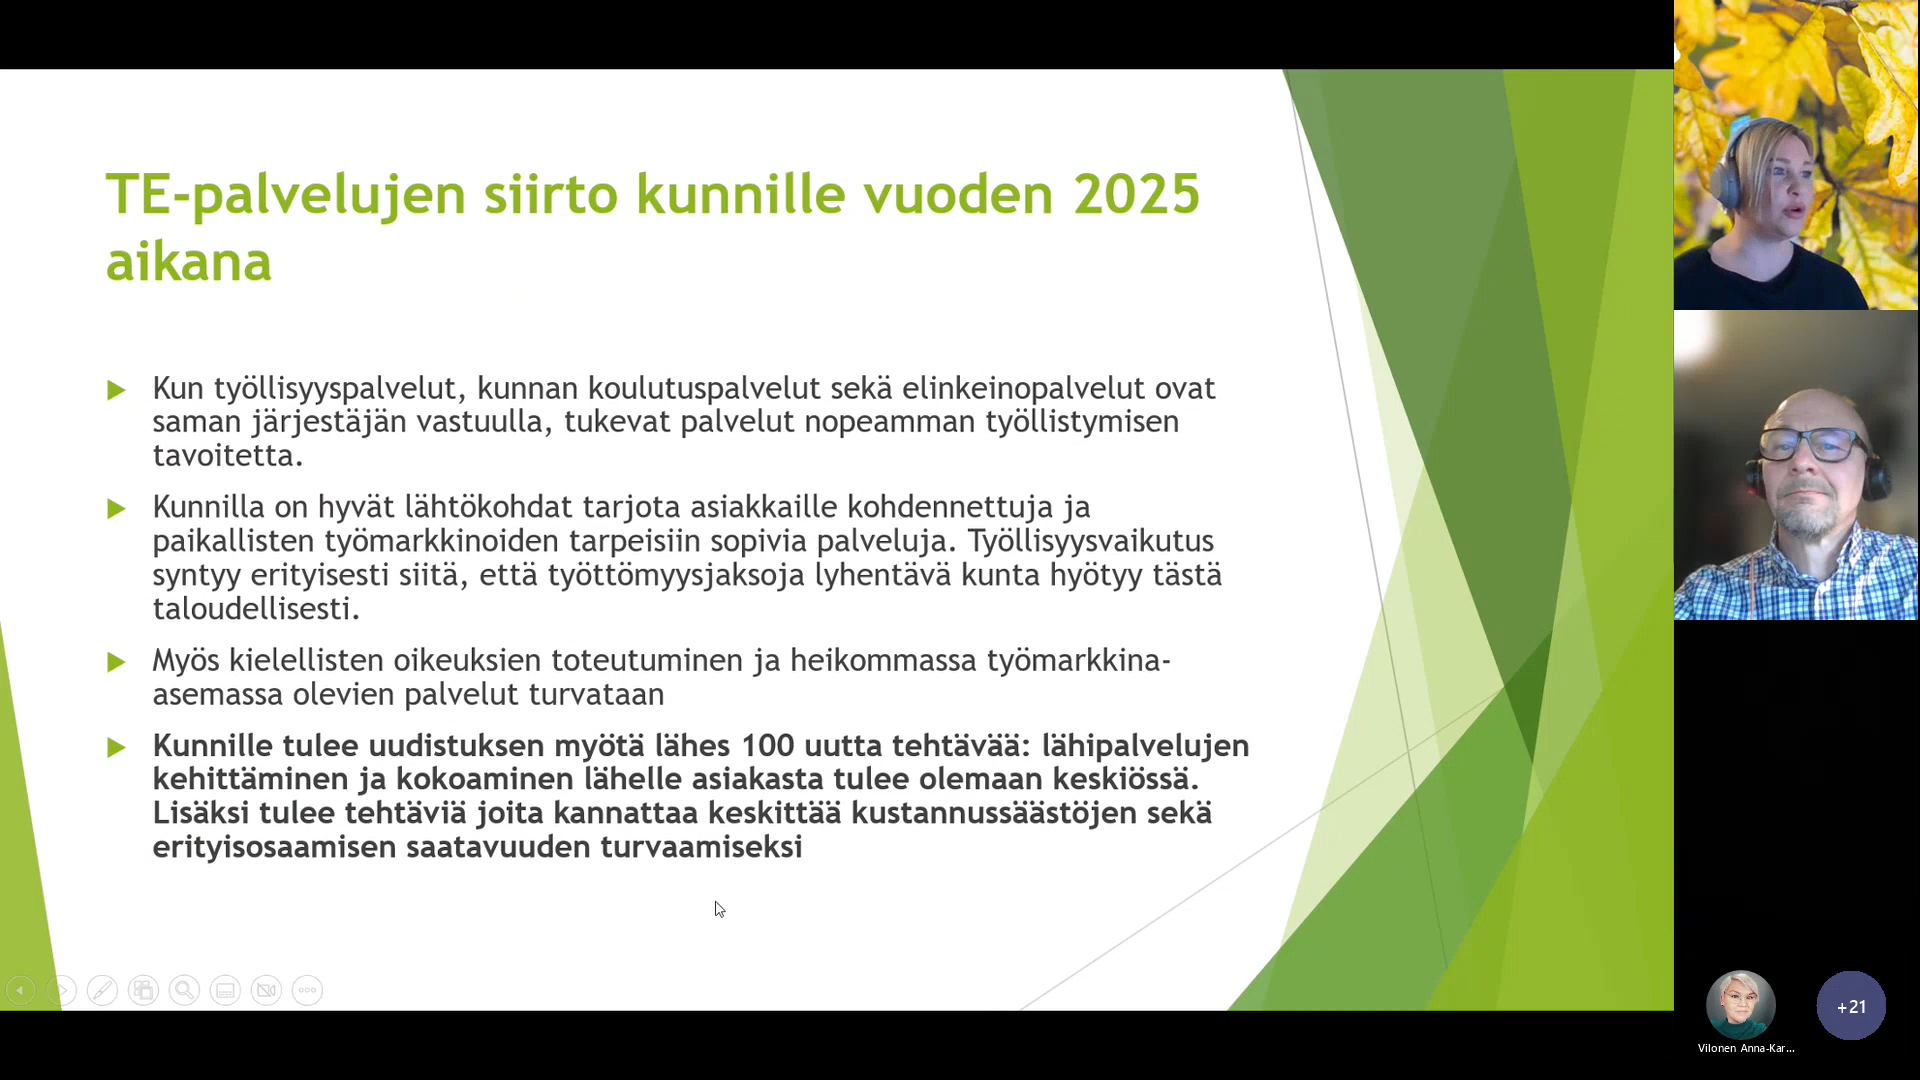 TE-palvelujen siirto kunnille vuoden 2025
aikana
Kun työllisyyspalvelut, kunnan koulutuspalvelut sekä elinkeinopalvelut ovat
saman järjestäjän vastuulla, tukevat palvelut nopeamman työllistymisen
tavoitetta.
Kunnilla on hyvät lähtökohdat tarjota asiakkaille kohdennettuja ja
paikallisten työmarkkinoiden tarpeisiin sopivia palveluja. Työllisyysvaikutus
syntyy erityisesti siitä, että työttömyysjaksoja lyhentävä kunta hyötyy tästä
taloudellisesti.
Myös kielellisten oikeuksien toteutuminen ja heikommassa työmarkkina-
asemassa olevien palvelut turvataan
Kunnille tulee uudistuksen myötä lähes 100 uutta tehtävää: lähipalvelujen
kehittäminen ja kokoaminen lähelle asiakasta tulee olemaan keskiössä.
Lisäksi tulee tehtäviä joita kannattaa keskittää kustannussäästöjen sekä
erityisosaamisen saatavuuden turvaamiseksi
+21
Vilonen Anna-Kar...